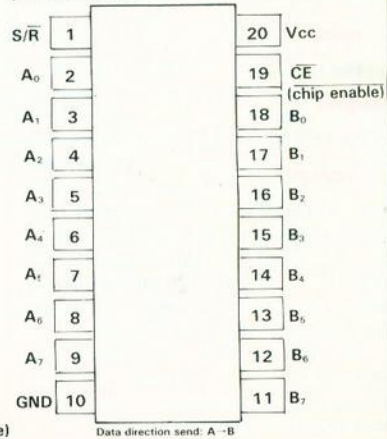 S/R̅ 1 20 Vcc
A₀ 2 19 C̅E̅
(chip enable)
A₁ 3 18 B₀
A₂ 4 17 B₁
A₃ 5 16 B₂
A₄ 6 15 B₃
7 14 B₄
A₆ 8 13 B₅
A₇ 9 12 B₆
GND 10 11 B₇
Data direction send: A→B